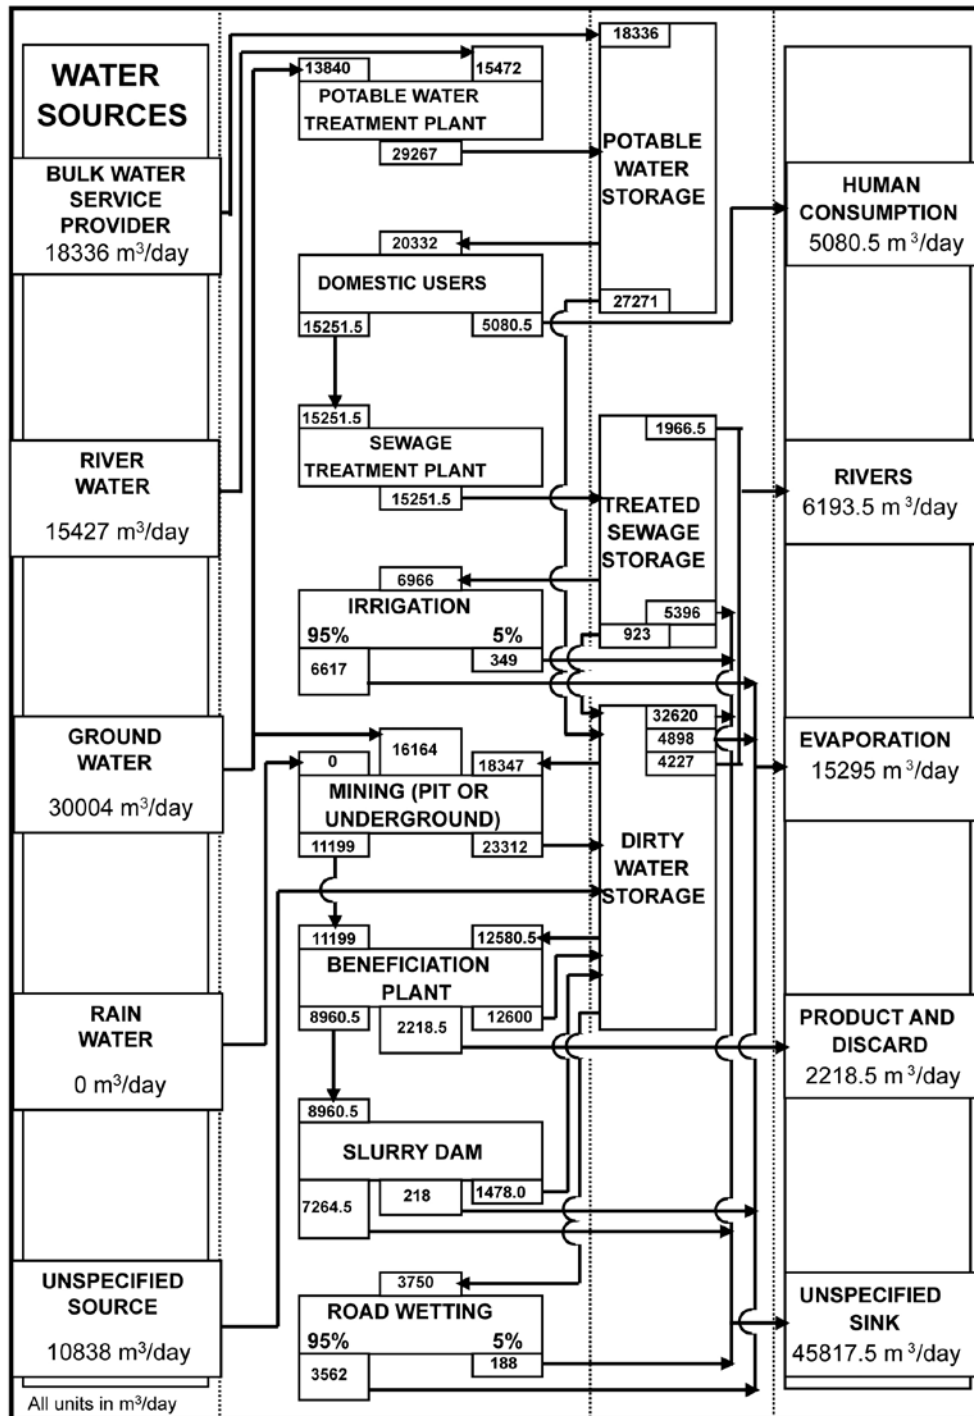 WATER
SOURCES
BULK WATER
SERVICE
PROVIDER
18336 m³/day
RIVER
WATER
15427 m³/day
GROUND
WATER
30004 m³/day
RAIN
WATER
0 m³/day
UNSPECIFIED
SOURCE
10838 m³/day
All units in m³/day
13840
15472
POTABLE WATER
TREATMENT PLANT
29267
20332
DOMESTIC USERS
15251.5
5080.5
15251.5
SEWAGE
TREATMENT PLANT
15251.5
6966
IRRIGATION
95% 5%
6617
349
16164
0
18347
MINING (PIT OR
UNDERGROUND)
11199
23312
11199
12580.5
BENEFICIATION
PLANT
8960.5
2218.5
12600
8960.5
SLURRY DAM
7264.5
218
1478.0
3750
ROAD WETTING
95% 5%
3562
188
18336
POTABLE
WATER
STORAGE
27271
1966.5
TREATED
SEWAGE
STORAGE
5396
923
32620
4898
4227
DIRTY
WATER
STORAGE
HUMAN
CONSUMPTION
5080.5 m³/day
RIVERS
6193.5 m³/day
EVAPORATION
15295 m³/day
PRODUCT AND
DISCARD
2218.5 m³/day
UNSPECIFIED
SINK
45817.5 m³/day